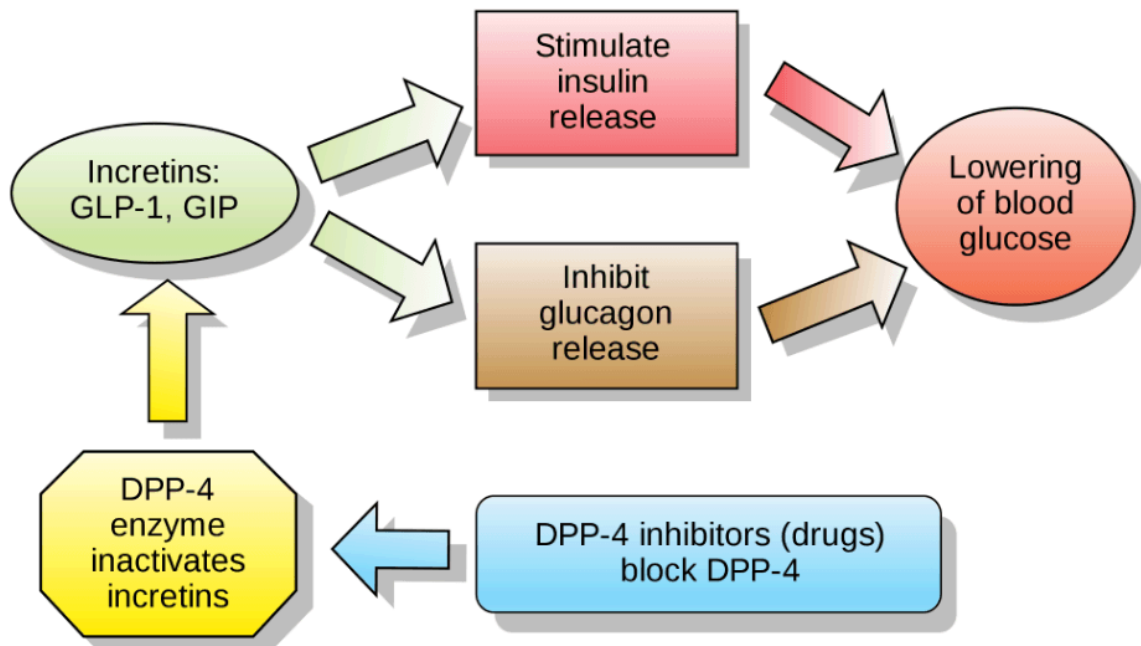 Incretins:
GLP-1, GIP
Stimulate
insulin
release
Inhibit
glucagon
release
Lowering
of blood
glucose
DPP-4
enzyme
inactivates
incretins
DPP-4 inhibitors (drugs)
block DPP-4